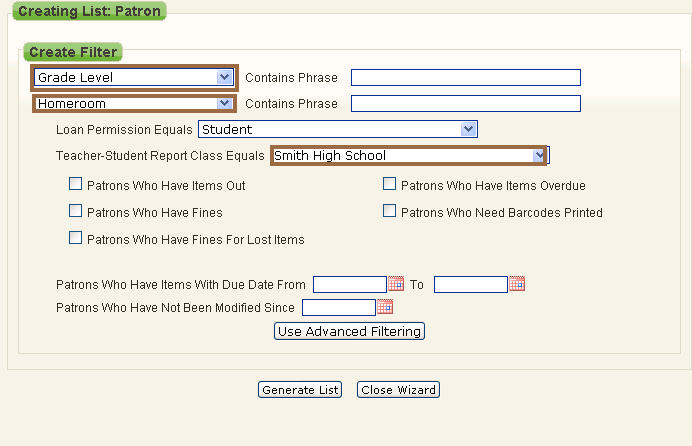 Creating List: Patron
Create Filter
Grade Level Contains Phrase
Homeroom Contains Phrase
Loan Permission Equals Student
Teacher-Student Report Class Equals Smith High School
Patrons Who Have Items Out Patrons Who Have Items Overdue
Patrons Who Have Fines Patrons Who Need Barcodes Printed
Patrons Who Have Fines For Lost Items
Patrons Who Have Items With Due Date From To
Patrons Who Have Not Been Modified Since
Use Advanced Filtering
Generate List Close Wizard